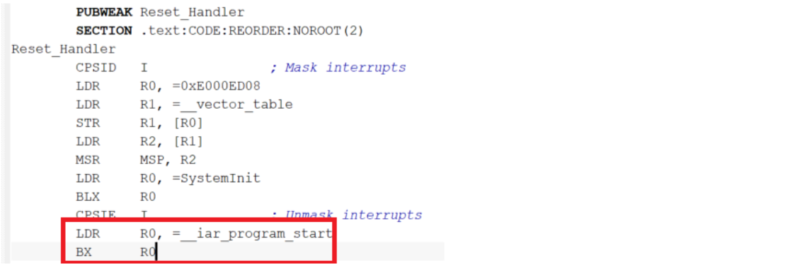 PUBWEAK Reset_Handler
SECTION .text:CODE:REORDER:NOROOT(2)
Reset_Handler
CPSID I ; Mask interrupts
LDR R0, =0xE000ED08
LDR R1, =__vector_table
STR R1, [R0]
LDR R2, [R1]
MSR MSP, R2
LDR R0, =SystemInit
BLX R0
CPSIE I ; Unmask interrupts
LDR R0, =__iar_program_start
BX R0